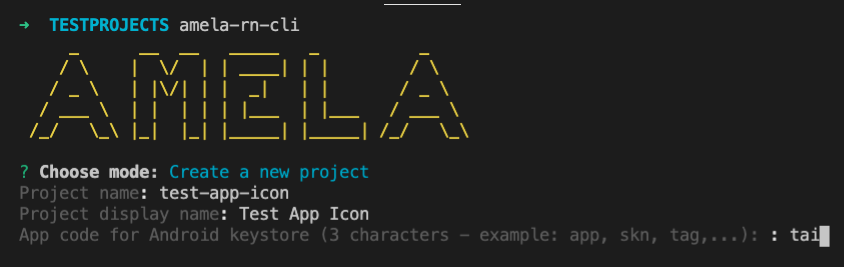 ➜ TESTPROJECTS amela-rn-cli
AMELA
? Choose mode: Create a new project
Project name: test-app-icon
Project display name: Test App Icon
App code for Android keystore (3 characters - example: app, skn, tag,...): : tai